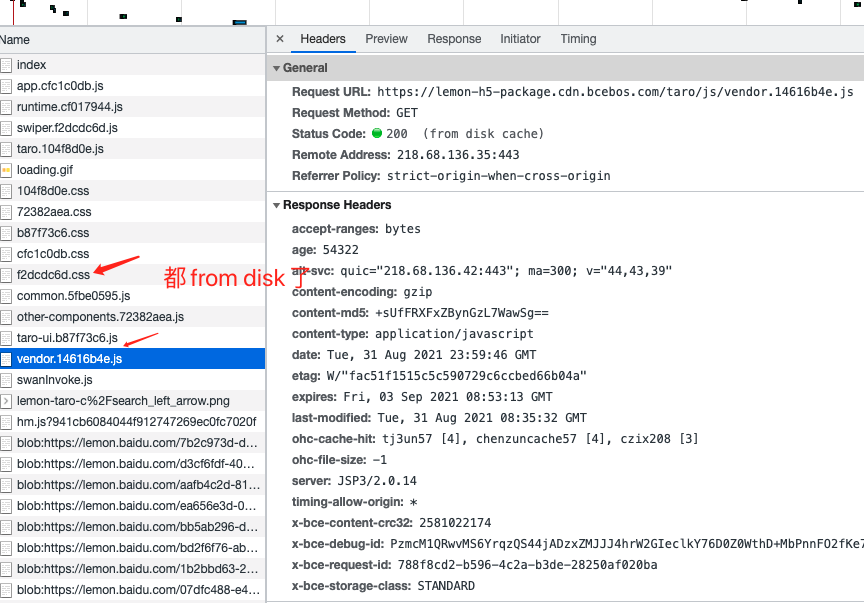 Name
index
app.cfc1c0db.js
runtime.cf017944.js
swiper.f2dcdc6d.js
taro.104f8d0e.js
loading.gif
104f8d0e.css
72382aea.css
b87f73c6.css
cfc1c0db.css
f2dcdc6d.css
common.5fbe0595.js
other-components.72382aea.js
taro-ui.b87f73c6.js
vendor.14616b4e.js
swanInvoke.js
lemon-taro-c%2Fsearch_left_arrow.png
hm.js?941cb6084044f912747269ec0fc7020f
blob:https://lemon.baidu.com/7b2c973d-d…
blob:https://lemon.baidu.com/d3cf6fdf-40…
blob:https://lemon.baidu.com/aafb4c2d-81…
blob:https://lemon.baidu.com/ea656e3d-0…
blob:https://lemon.baidu.com/bb5ab296-d…
blob:https://lemon.baidu.com/bd2f6f76-ab…
blob:https://lemon.baidu.com/1b2bbd63-2…
blob:https://lemon.baidu.com/07dfc488-e4…
都 from disk 了
× Headers Preview Response Initiator Timing
General
Request URL: https://lemon-h5-package.cdn.bcebos.com/taro/js/vendor.14616b4e.js
Request Method: GET
Status Code: 200 (from disk cache)
Remote Address: 218.68.136.35:443
Referrer Policy: strict-origin-when-cross-origin
Response Headers
accept-ranges: bytes
age: 54322
alt-svc: quic="218.68.136.42:443"; ma=300; v="44,43,39"
content-encoding: gzip
content-md5: +sUfFRXFxZBynGzL7WawSg==
content-type: application/javascript
date: Tue, 31 Aug 2021 23:59:46 GMT
etag: W/"fac51f1515c5c590729c6ccbed66b04a"
expires: Fri, 03 Sep 2021 08:53:13 GMT
last-modified: Tue, 31 Aug 2021 08:35:32 GMT
ohc-cache-hit: tj3un57 [4], chenzuncache57 [4], czix208 [3]
ohc-file-size: -1
server: JSP3/2.0.14
timing-allow-origin: *
x-bce-content-crc32: 2581022174
x-bce-debug-id: PzmcM1QRwvMS6YrqzQS44jADzxZMJJJ4hrW2GIeclkY76D0Z0WthD+MbPnnFO2fKe7
x-bce-request-id: 788f8cd2-b596-4c2a-b3de-28250af020ba
x-bce-storage-class: STANDARD